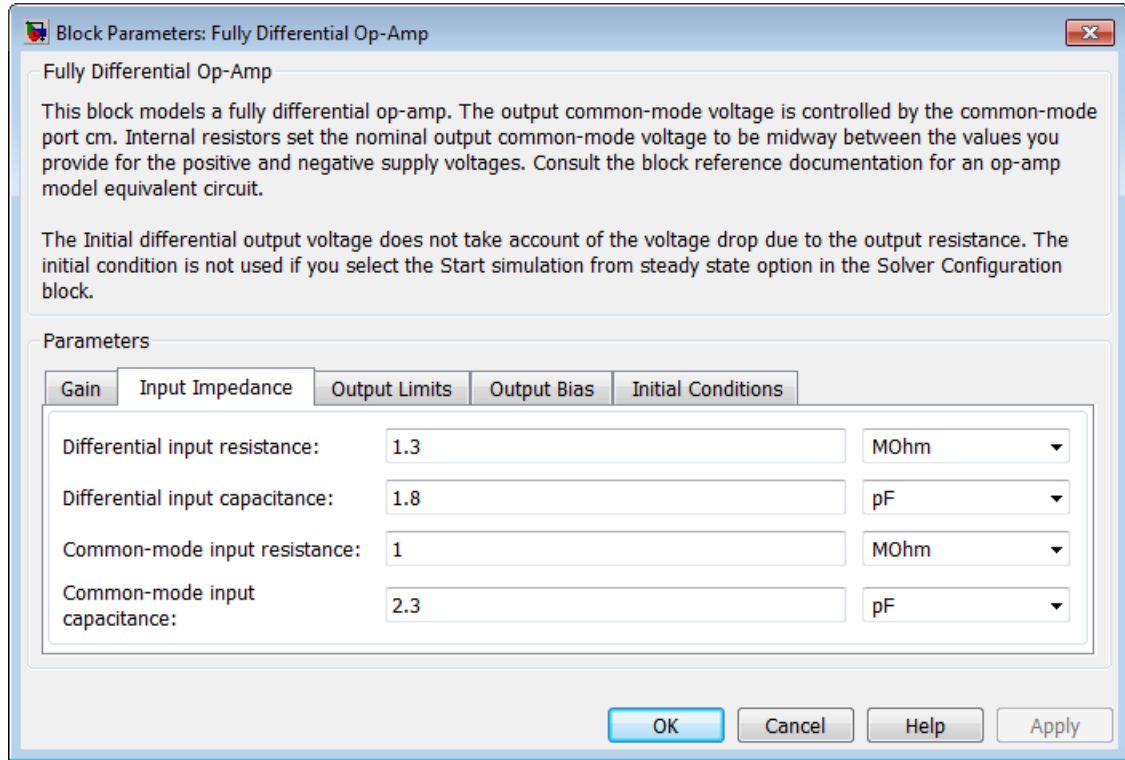 Block Parameters: Fully Differential Op-Amp
Fully Differential Op-Amp
This block models a fully differential op-amp. The output common-mode voltage is controlled by the common-mode
port cm. Internal resistors set the nominal output common-mode voltage to be midway between the values you
provide for the positive and negative supply voltages. Consult the block reference documentation for an op-amp
model equivalent circuit.
The Initial differential output voltage does not take account of the voltage drop due to the output resistance. The
initial condition is not used if you select the Start simulation from steady state option in the Solver Configuration
block.
Parameters
Gain Input Impedance Output Limits Output Bias Initial Conditions
Differential input resistance: 1.3 MOhm
Differential input capacitance: 1.8 pF
Common-mode input resistance: 1 MOhm
Common-mode input
capacitance: 2.3 pF
OK Cancel Help Apply